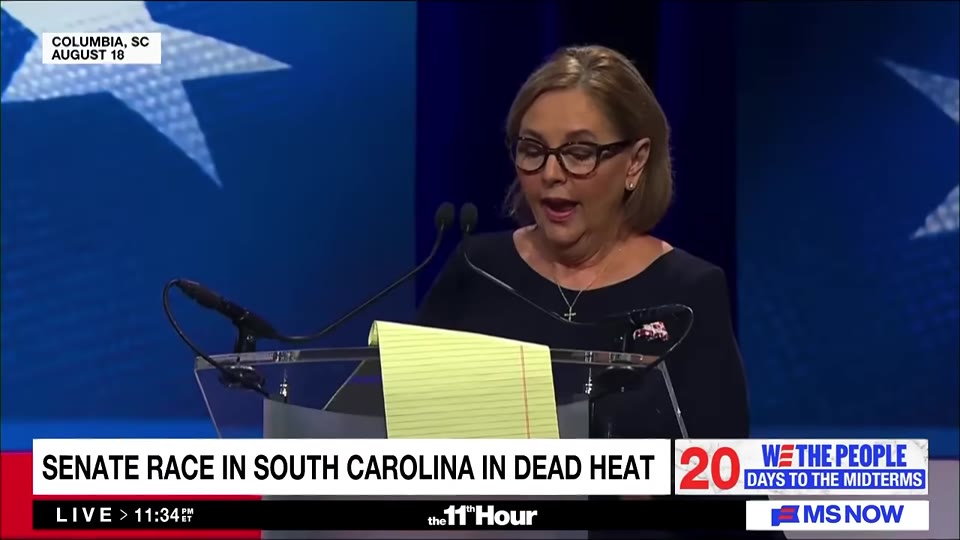 COLUMBIA, SC
AUGUST 18
SENATE RACE IN SOUTH CAROLINA IN DEAD HEAT
20 WE THE PEOPLE
DAYS TO THE MIDTERMS
LIVE > 11:34 PM ET
the 11th Hour
MS NOW